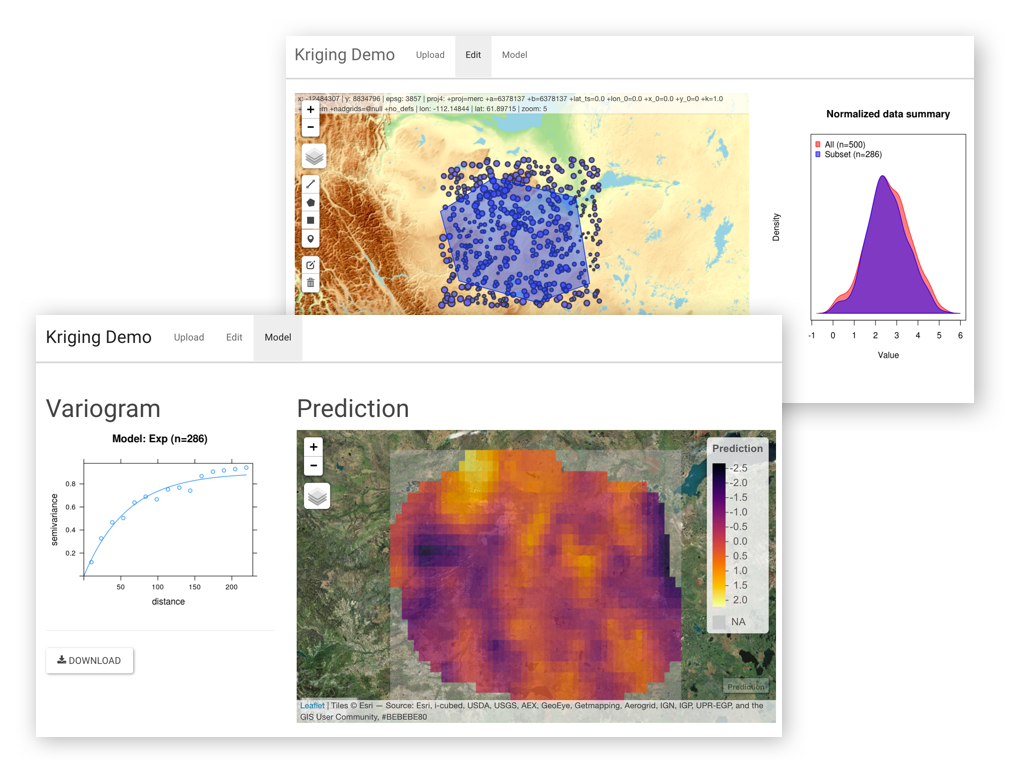 Kriging Demo Upload Edit Model
x: -12484307 | y: 8834796 | epsg: 3857 | proj4: +proj=merc +a=6378137 +b=6378137 +lat_ts=0.0 +lon_0=0.0 +x_0=0.0 +y_0=0 +k=1.0
+nadgrids=@null +no_defs | lon: -112.14844 | lat: 61.89715 | zoom: 5
+
−
Normalized data summary
All (n=500)
Subset (n=286)
Density
-1 0 1 2 3 4 5 6
Value
Kriging Demo Upload Edit Model
Variogram
Model: Exp (n=286)
semivariance
0.8
0.6
0.4
0.2
50 100 150 200
distance
DOWNLOAD
Prediction
+
−
Prediction
-2.5
-2.0
-1.5
-1.0
-0.5
0.0
0.5
1.0
1.5
2.0
NA
Prediction
Leaflet | Tiles © Esri — Source: Esri, i-cubed, USDA, USGS, AEX, GeoEye, Getmapping, Aerogrid, IGN, IGP, UPR-EGP, and the
GIS User Community, #BEBEBE80